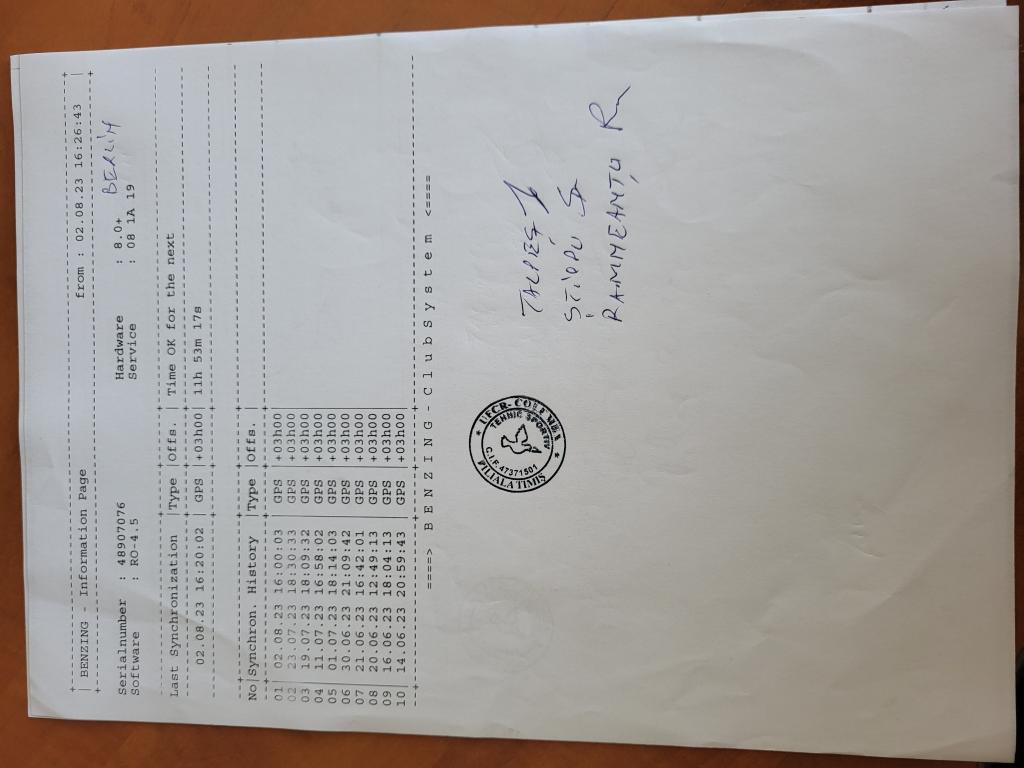 +---------------------------------------------------------------------------+
| BENZING - Information Page from : 02.08.23 16:26:43 |
+---------------------------------------------------------------------------+
BERLIN
Serialnumber : 48907076 Hardware : 8.0+
Software : RO-4.5 Service : 08 1A 19
Last Synchronization |Type |Offs. | Time OK for the next
02.08.23 16:20:02 | GPS |+03h00| 11h 53m 17s
No|Synchron. History |Type |Offs. |
01| 02.08.23 16:00:03 | GPS |+03h00
02| 23.07.23 18:30:33 | GPS |+03h00
03| 19.07.23 18:09:32 | GPS |+03h00
04| 11.07.23 16:58:02 | GPS |+03h00
05| 01.07.23 18:14:03 | GPS |+03h00
06| 30.06.23 21:09:42 | GPS |+03h00
07| 21.06.23 16:42:01 | GPS |+03h00
08| 20.06.23 12:49:13 | GPS |+03h00
09| 16.06.23 18:04:13 | GPS |+03h00
10| 14.06.23 20:59:43 | GPS |+03h00
====> B E N Z I N G - C l u b s y s t e m <====
UFCR- COLUMBA
TEHNIC SPORTIV
C.I.F. 47371501
FILIALA TIMIS
TALPEȘ